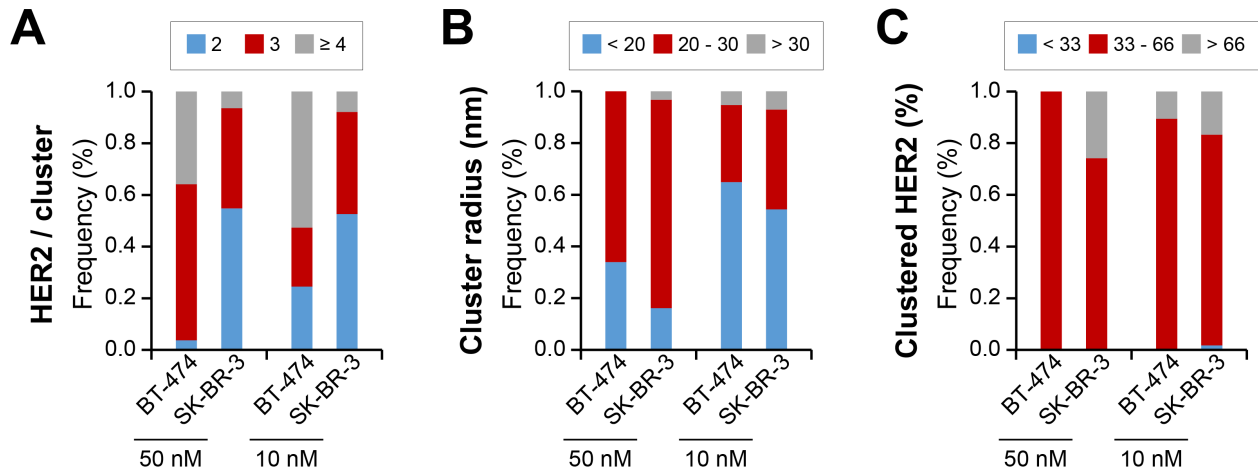 A
2 3 ≥ 4
HER2 / cluster
Frequency (%)
1.0
0.8
0.6
0.4
0.2
0.0
BT-474
SK-BR-3
BT-474
SK-BR-3
50 nM
10 nM
B
< 20 20 - 30 > 30
Cluster radius (nm)
Frequency (%)
1.0
0.8
0.6
0.4
0.2
0.0
BT-474
SK-BR-3
BT-474
SK-BR-3
50 nM
10 nM
C
< 33 33 - 66 > 66
Clustered HER2 (%)
Frequency (%)
1.0
0.8
0.6
0.4
0.2
0.0
BT-474
SK-BR-3
BT-474
SK-BR-3
50 nM
10 nM